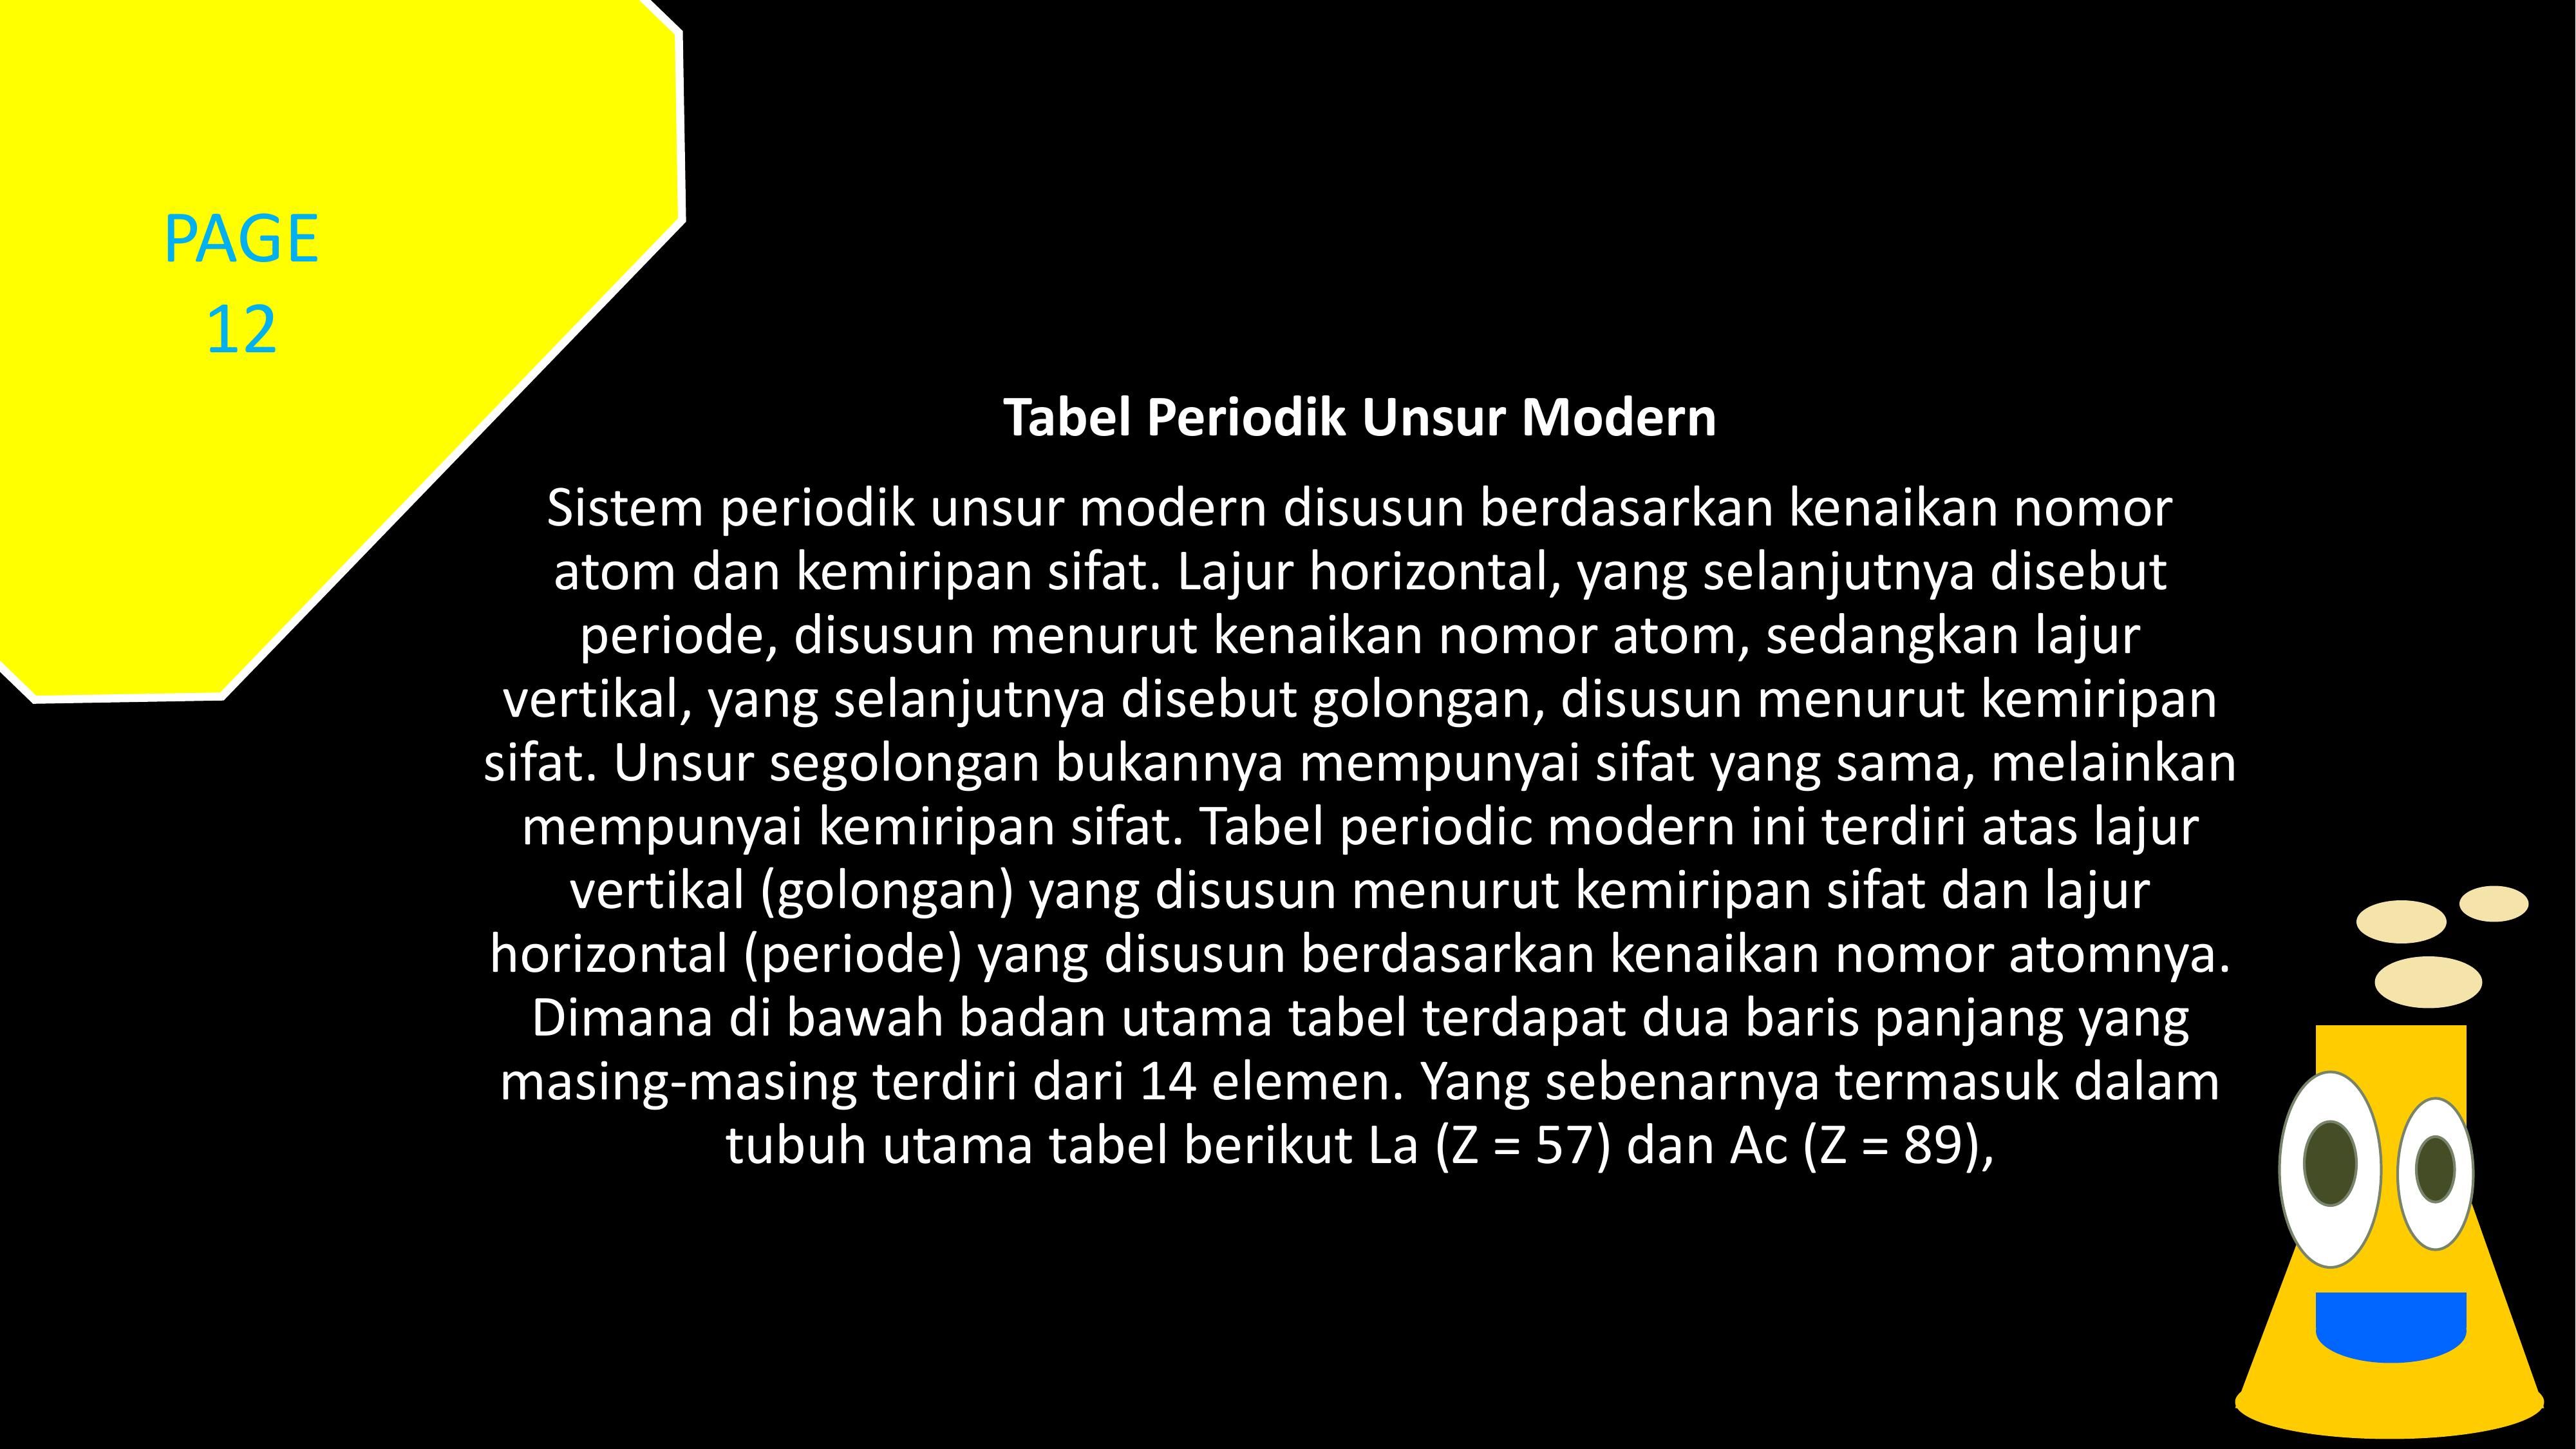 PAGE
12
Tabel Periodik Unsur Modern
Sistem periodik unsur modern disusun berdasarkan kenaikan nomor
atom dan kemiripan sifat. Lajur horizontal, yang selanjutnya disebut
periode, disusun menurut kenaikan nomor atom, sedangkan lajur
vertikal, yang selanjutnya disebut golongan, disusun menurut kemiripan
sifat. Unsur segolongan bukannya mempunyai sifat yang sama, melainkan
mempunyai kemiripan sifat. Tabel periodic modern ini terdiri atas lajur
vertikal (golongan) yang disusun menurut kemiripan sifat dan lajur
horizontal (periode) yang disusun berdasarkan kenaikan nomor atomnya.
Dimana di bawah badan utama tabel terdapat dua baris panjang yang
masing-masing terdiri dari 14 elemen. Yang sebenarnya termasuk dalam
tubuh utama tabel berikut La (Z = 57) dan Ac (Z = 89),